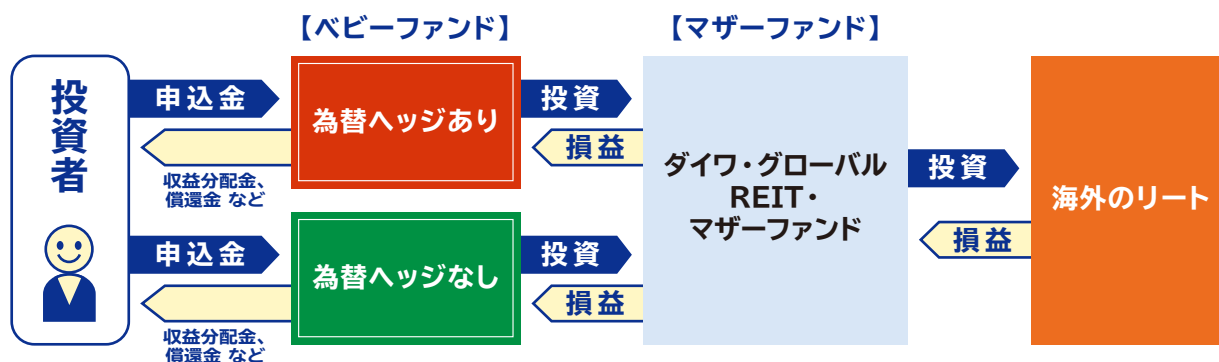 【ベビーファンド】
【マザーファンド】
投資者
申込金
収益分配金、
償還金 など
為替ヘッジあり
投資
損益
申込金
収益分配金、
償還金 など
為替ヘッジなし
投資
損益
ダイワ・グローバル
REIT・
マザーファンド
投資
損益
海外のリート